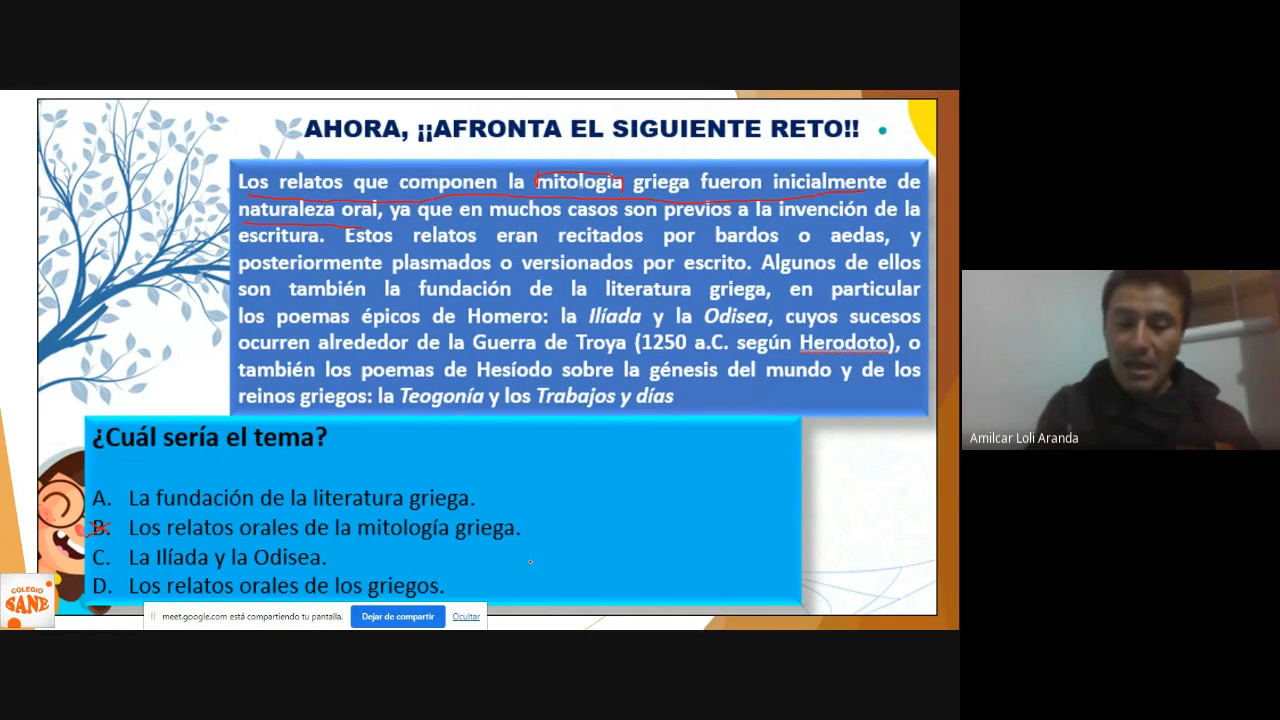 AHORA, ¡¡AFRONTA EL SIGUIENTE RETO!!
Los relatos que componen la mitología griega fueron inicialmente de
naturaleza oral, ya que en muchos casos son previos a la invención de la
escritura. Estos relatos eran recitados por bardos o aedas, y
posteriormente plasmados o versionados por escrito. Algunos de ellos
son también la fundación de la literatura griega, en particular
los poemas épicos de Homero: la Ilíada y la Odisea, cuyos sucesos
ocurren alrededor de la Guerra de Troya (1250 a.C. según Herodoto), o
también los poemas de Hesíodo sobre la génesis del mundo y de los
reinos griegos: la Teogonía y los Trabajos y días
¿Cuál sería el tema?
A. La fundación de la literatura griega.
B. Los relatos orales de la mitología griega.
C. La Ilíada y la Odisea.
D. Los relatos orales de los griegos.
COLEGIO
SANE
meet.google.com está compartiendo tu pantalla.
Dejar de compartir
Ocultar
Amilcar Loli Aranda